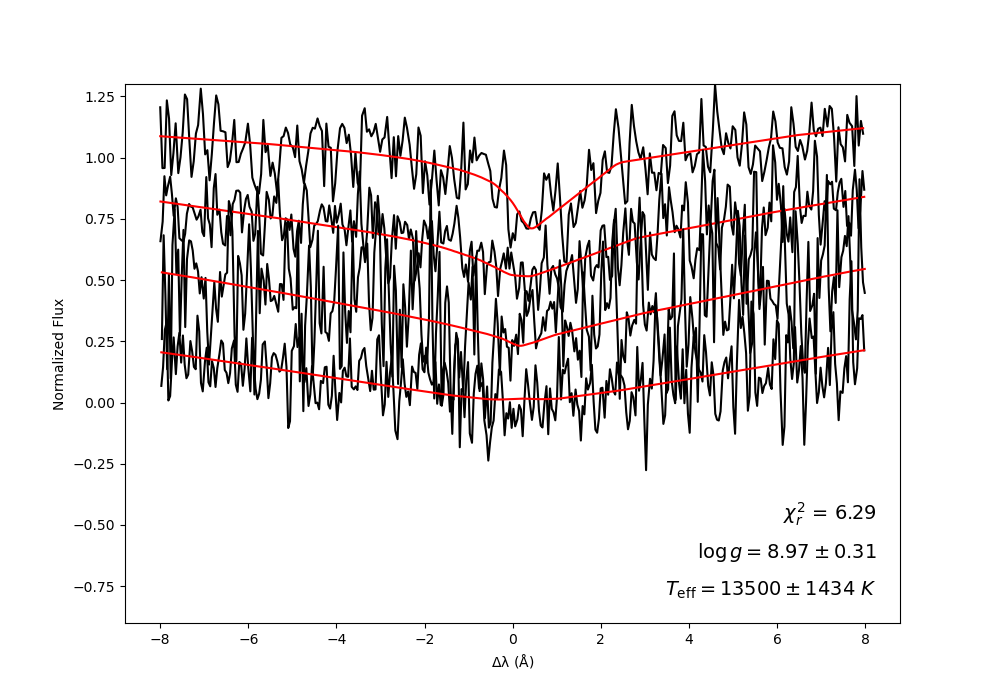 1.25
1.00
0.75
0.50
0.25
0.00
−0.25
−0.50
−0.75
Normalized Flux
χ²ᵣ = 6.29
log g = 8.97 ± 0.31
T_eff = 13500 ± 1434 K
−8 −6 −4 −2 0 2 4 6 8
Δλ (Å)